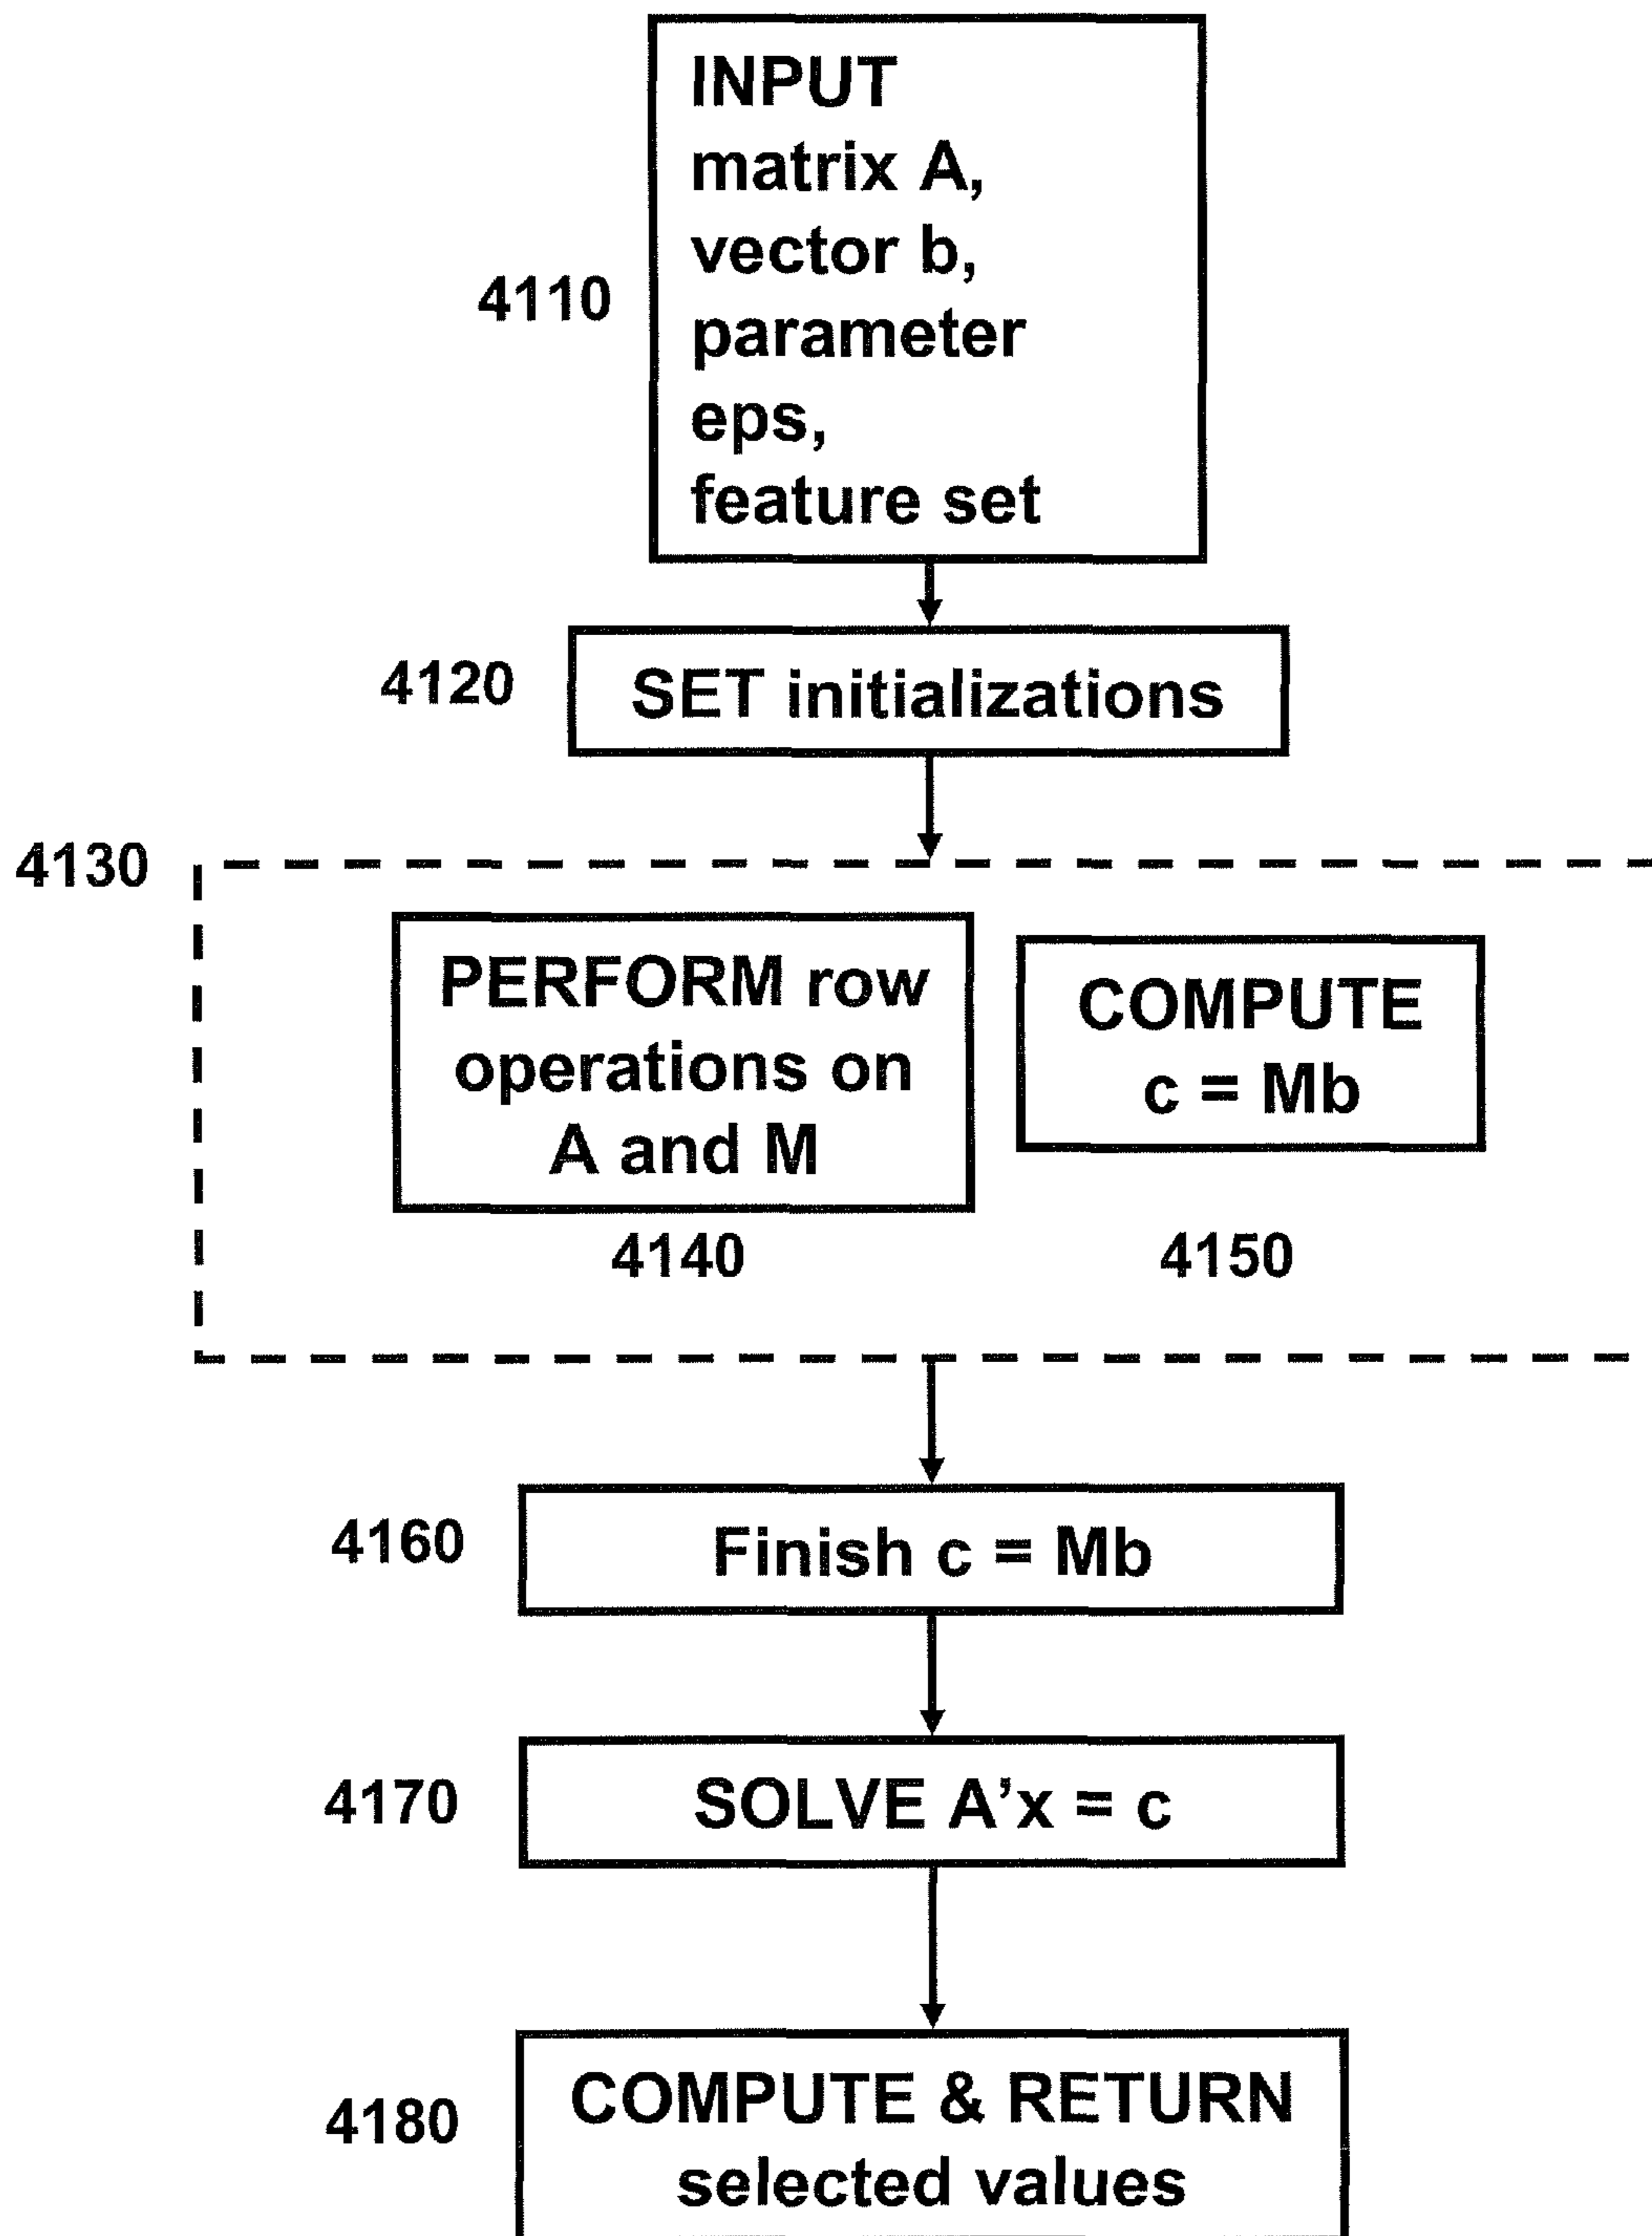 INPUT
matrix A,
vector b,
parameter
eps,
feature set
4110
4120
SET initializations
4130
PERFORM row
operations on
A and M
4140
COMPUTE
c = Mb
4150
4160
Finish c = Mb
4170
SOLVE A’x = c
4180
COMPUTE & RETURN
selected values